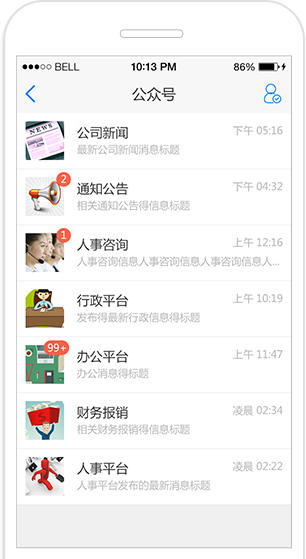 BELL 10:13 PM 86%
公众号
NEWS
公司新闻 下午 05:16
最新公司新闻消息标题
2
通知公告 下午 04:32
相关通知公告得信息标题
1
人事咨询 上午 12:16
人事咨询信息人事咨询信息人事咨询信息人...
行政平台 上午 10:19
发布得最新行政信息得标题
99+
办公平台 上午 11:47
办公消息得标题
财务报销 凌晨 02:34
相关财务报销得信息标题
人事平台 凌晨 02:22
人事平台发布的最新消息标题